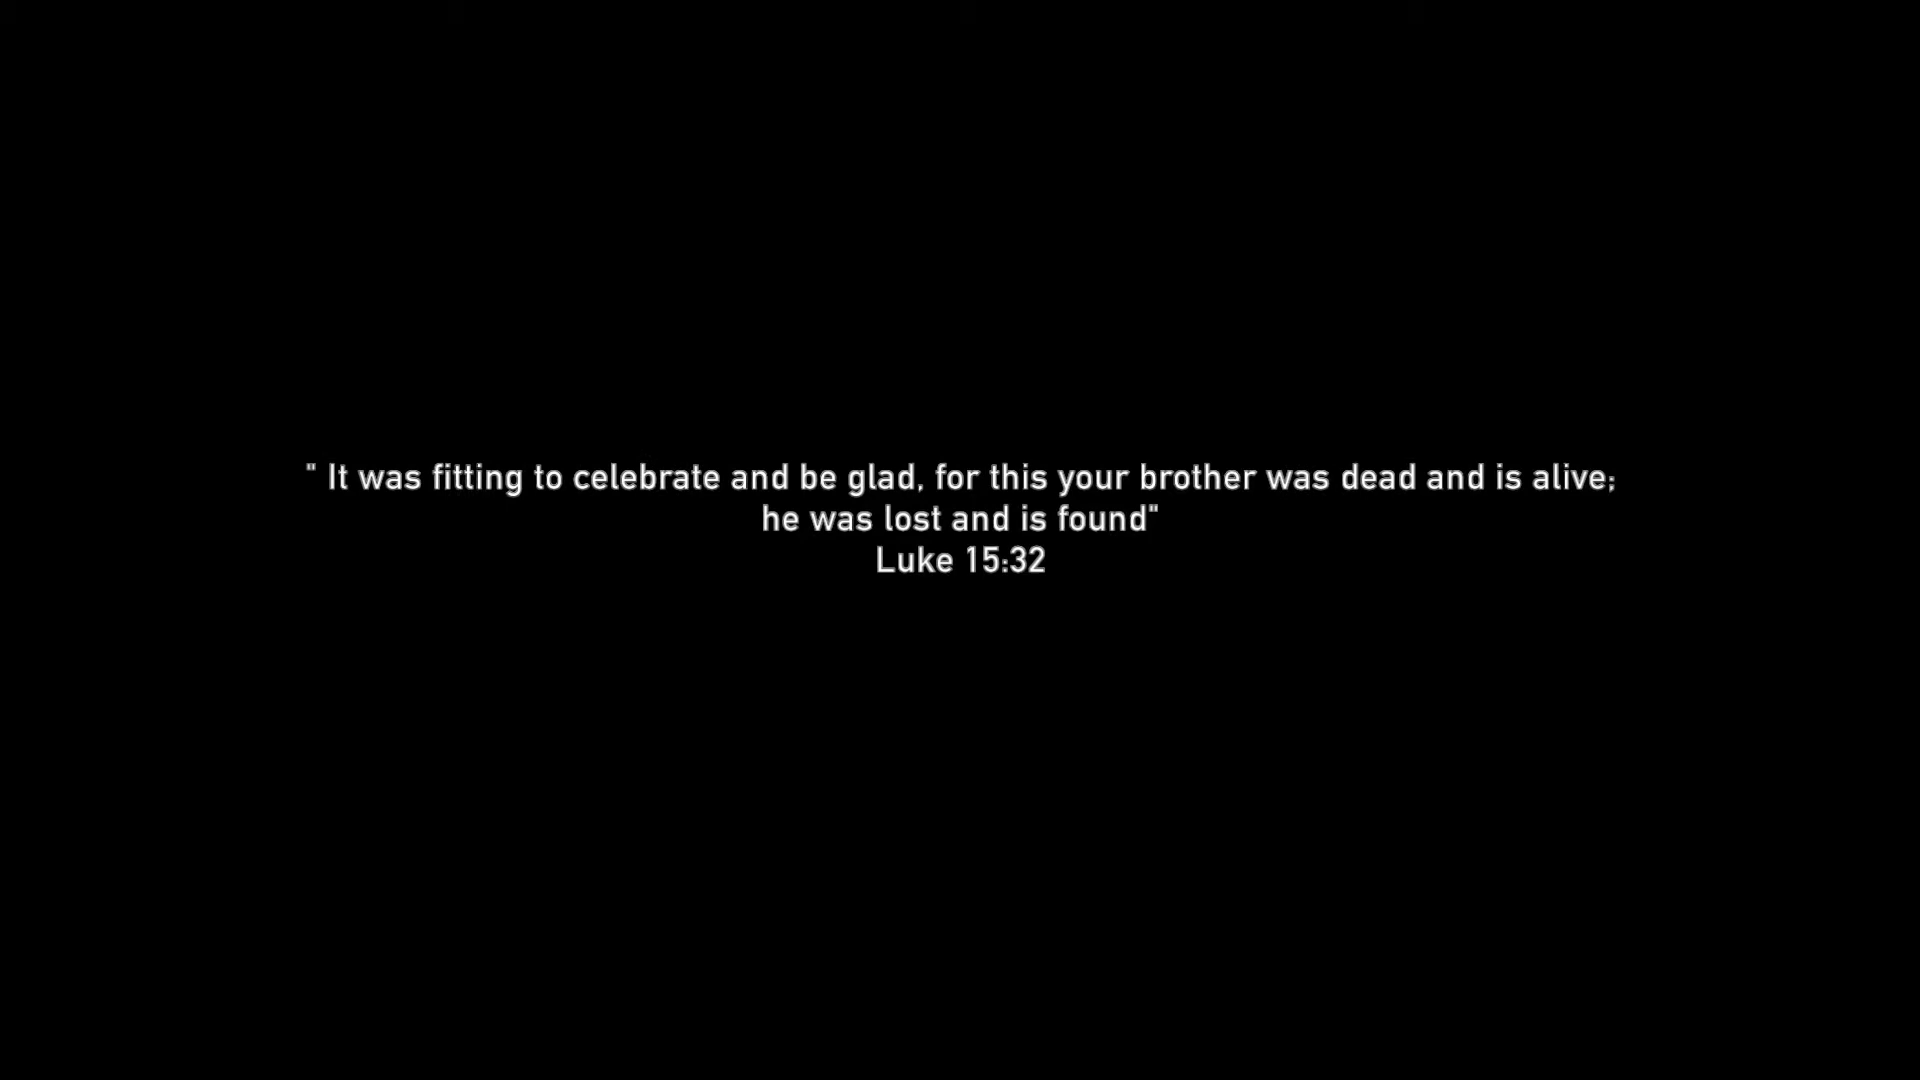 " It was fitting to celebrate and be glad, for this your brother was dead and is alive;
he was lost and is found"
Luke 15:32